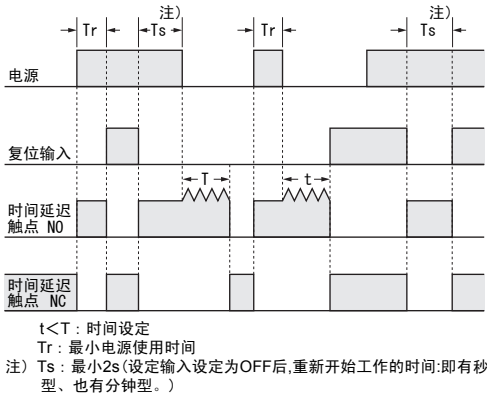 注）
注）
Tr
Ts
Tr
Ts
电源
复位输入
T
t
时间延迟
触点 NO
时间延迟
触点 NC
t＜T：时间设定
Tr：最小电源使用时间
注）Ts：最小2s（设定输入设定为OFF后,重新开始工作的时间:即有秒
型、也有分钟型。）